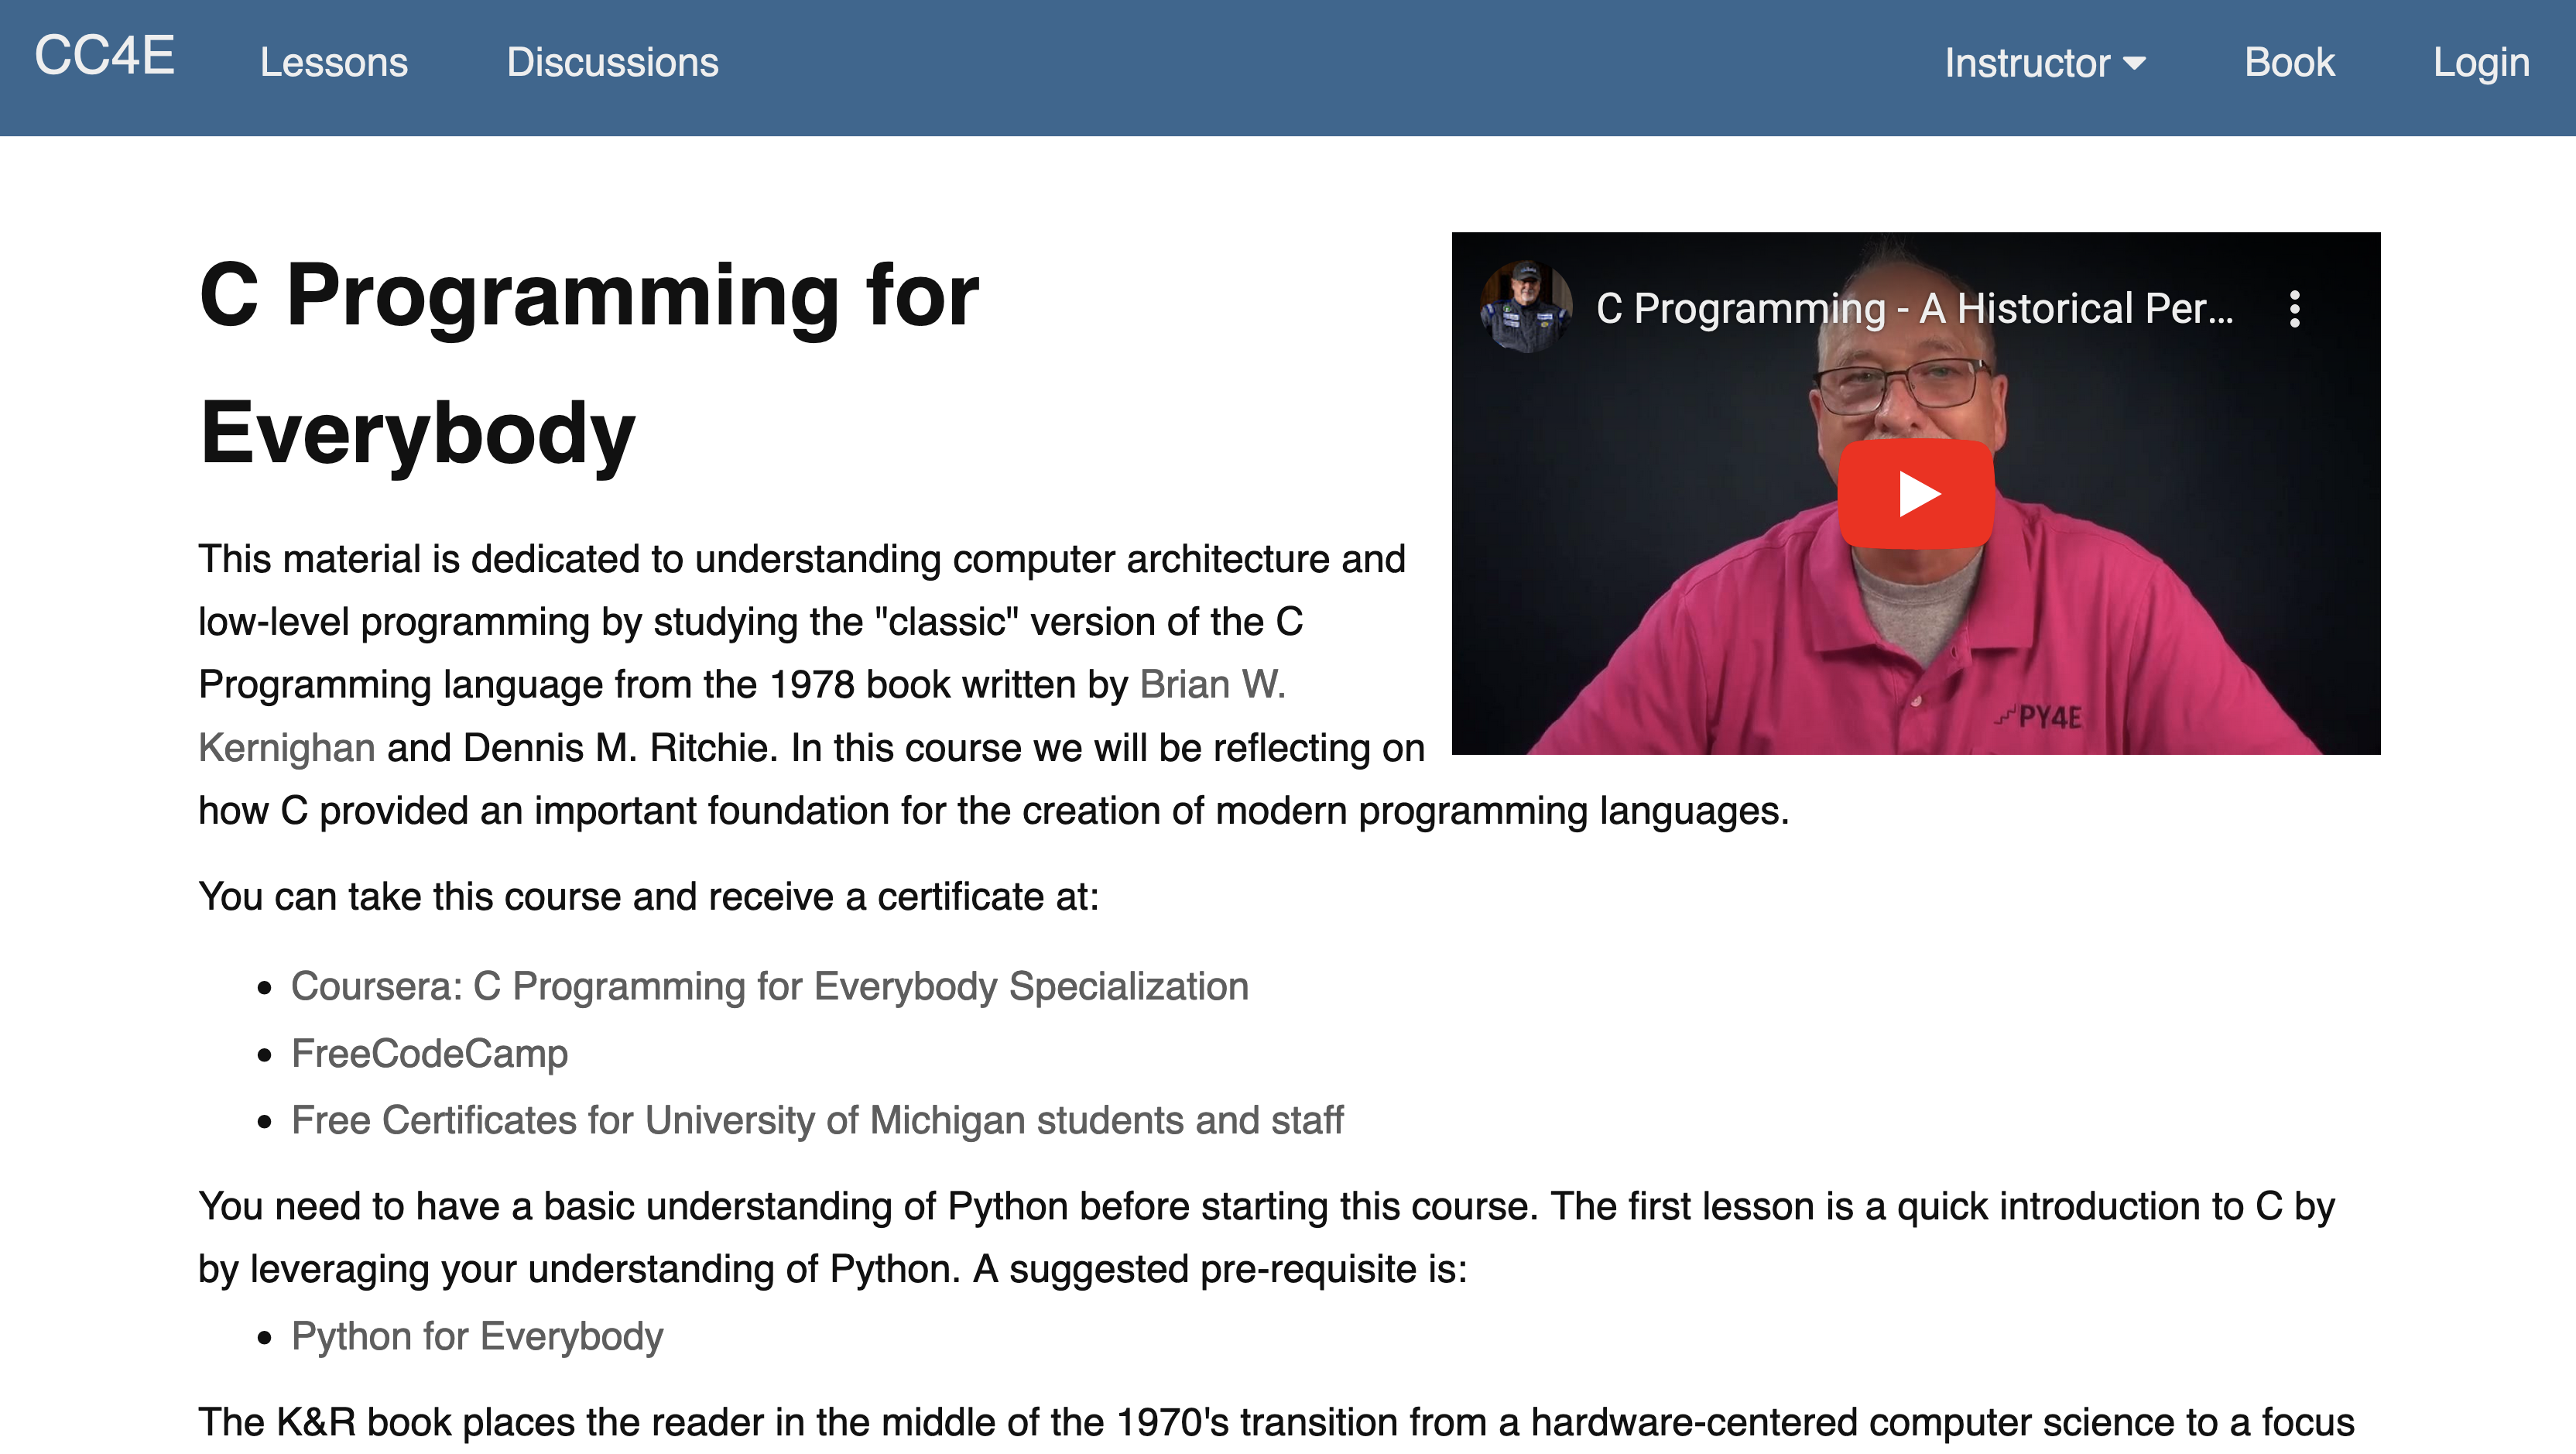 CC4E Lessons Discussions Instructor Book Login
C Programming for
Everybody
C Programming - A Historical Per...
PY4E
This material is dedicated to understanding computer architecture and
low-level programming by studying the "classic" version of the C
Programming language from the 1978 book written by Brian W.
Kernighan and Dennis M. Ritchie. In this course we will be reflecting on
how C provided an important foundation for the creation of modern programming languages.
You can take this course and receive a certificate at:
Coursera: C Programming for Everybody Specialization
FreeCodeCamp
Free Certificates for University of Michigan students and staff
You need to have a basic understanding of Python before starting this course. The first lesson is a quick introduction to C by
by leveraging your understanding of Python. A suggested pre-requisite is:
Python for Everybody
The K&R book places the reader in the middle of the 1970's transition from a hardware-centered computer science to a focus